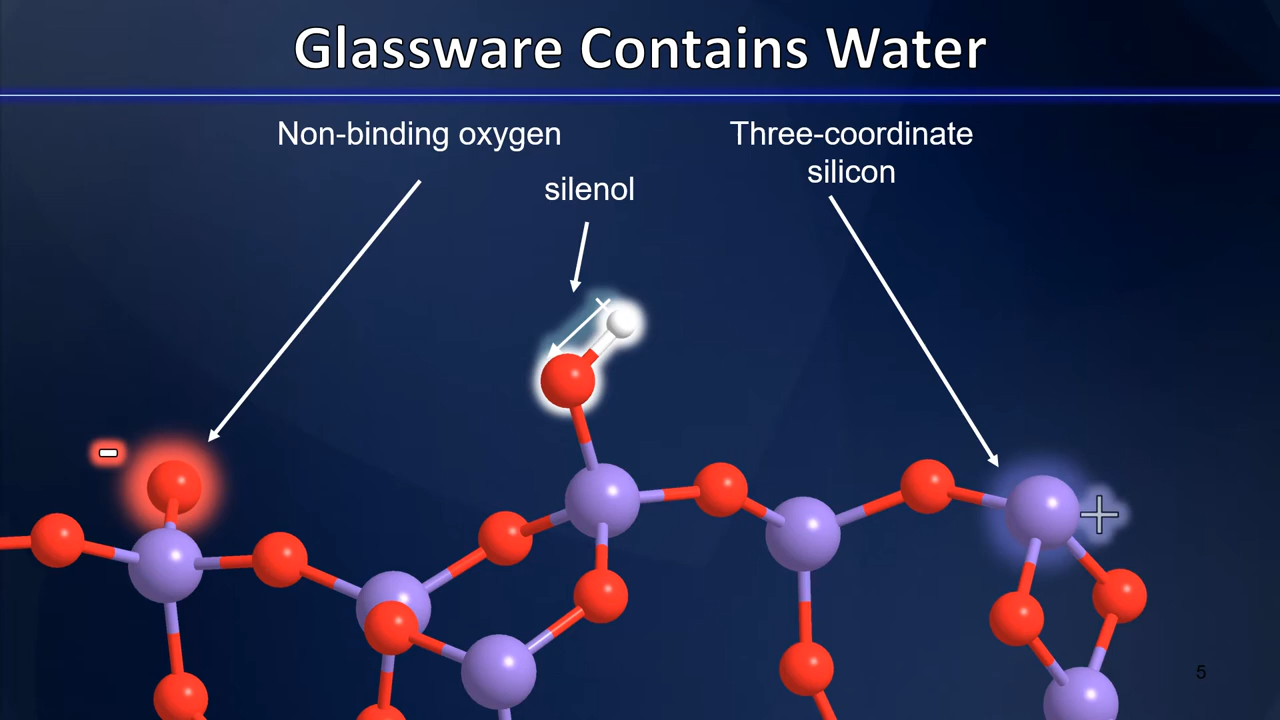 Glassware Contains Water
Non-binding oxygen
silenol
Three-coordinate
silicon
-
+
5